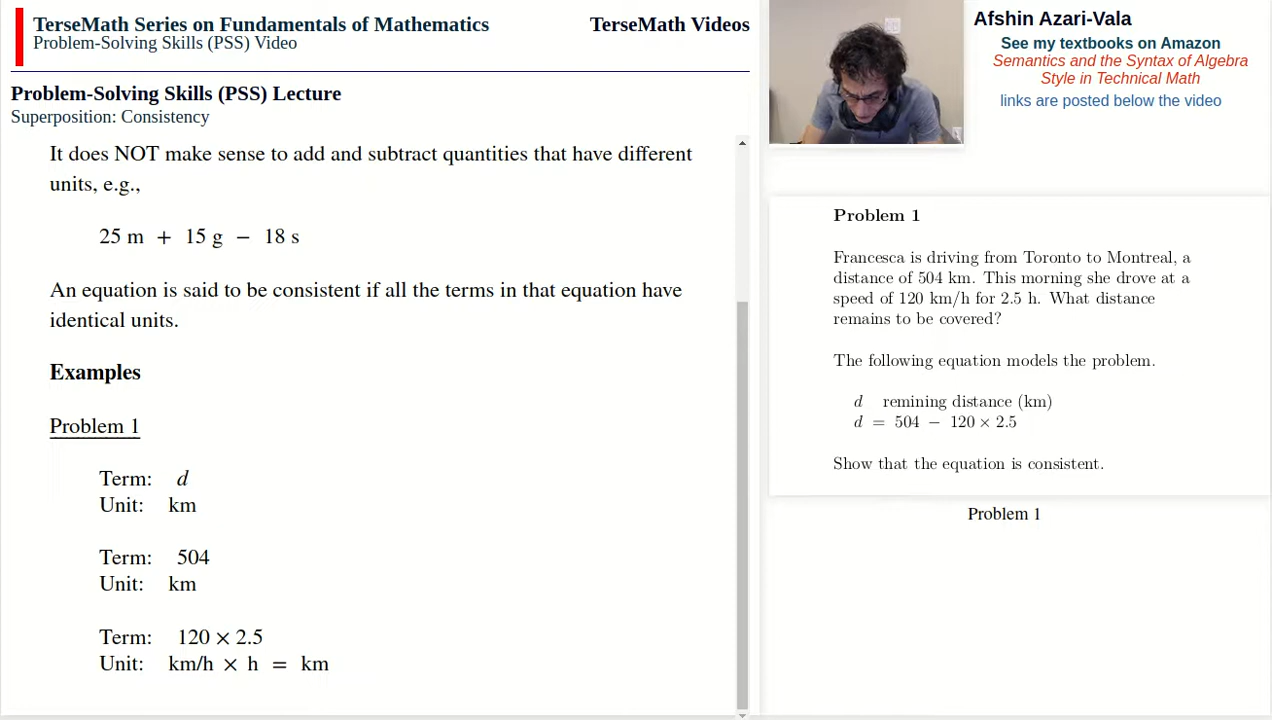 TerseMath Series on Fundamentals of Mathematics
Problem-Solving Skills (PSS) Video
TerseMath Videos
Problem-Solving Skills (PSS) Lecture
Superposition: Consistency
It does NOT make sense to add and subtract quantities that have different
units, e.g.,
25 m + 15 g − 18 s
An equation is said to be consistent if all the terms in that equation have
identical units.
Examples
Problem 1
Term: d
Unit: km
Term: 504
Unit: km
Term: 120 × 2.5
Unit: km/h × h = km
Afshin Azari-Vala
See my textbooks on Amazon
Semantics and the Syntax of Algebra
Style in Technical Math
links are posted below the video
Problem 1
Francesca is driving from Toronto to Montreal, a
distance of 504 km. This morning she drove at a
speed of 120 km/h for 2.5 h. What distance
remains to be covered?
The following equation models the problem.
d remining distance (km)
d = 504 − 120 × 2.5
Show that the equation is consistent.
Problem 1